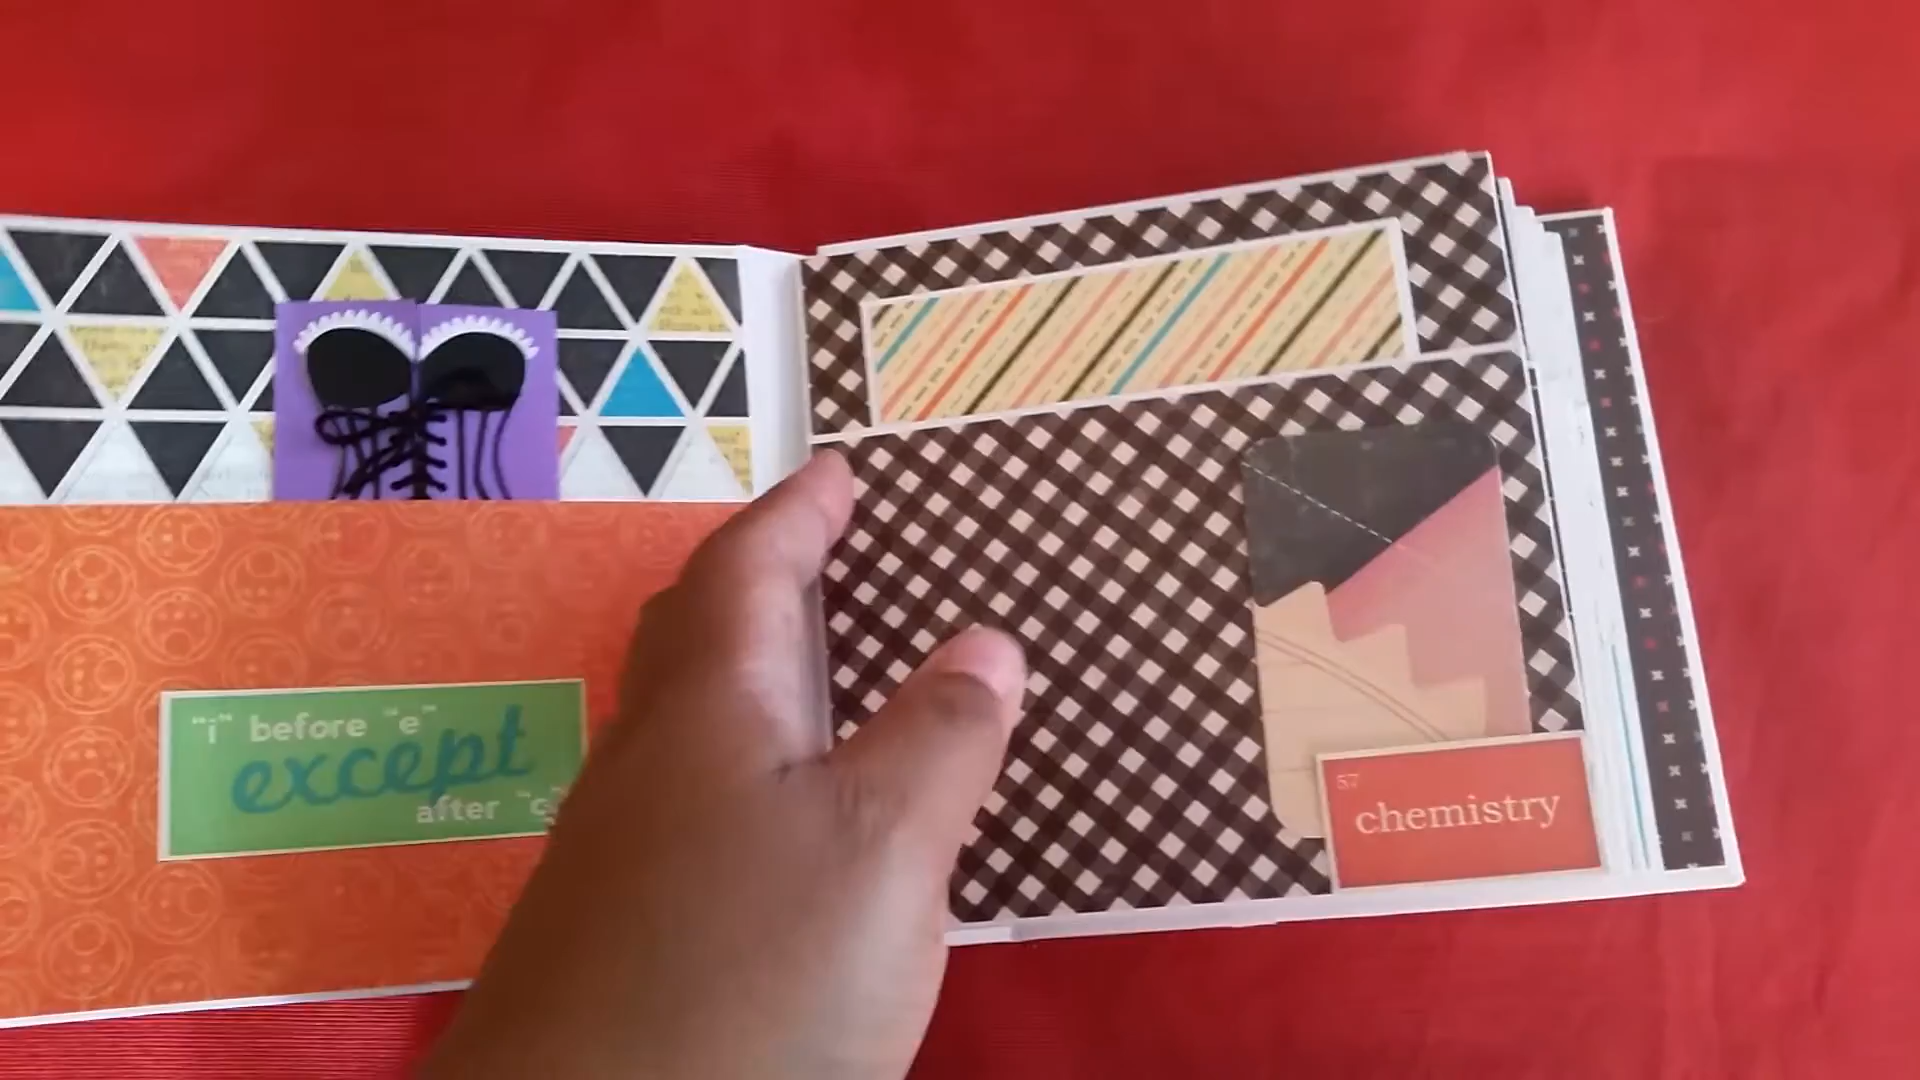 "i" before "e"
except
after "c"
57
chemistry